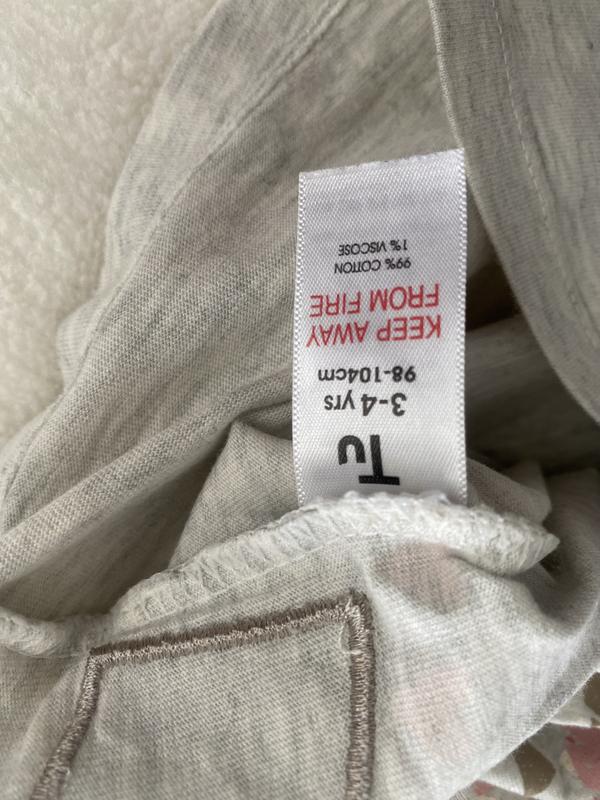 Tu
3-4 yrs
98-104cm
KEEP AWAY
FROM FIRE
99% COTTON
1% VISCOSE